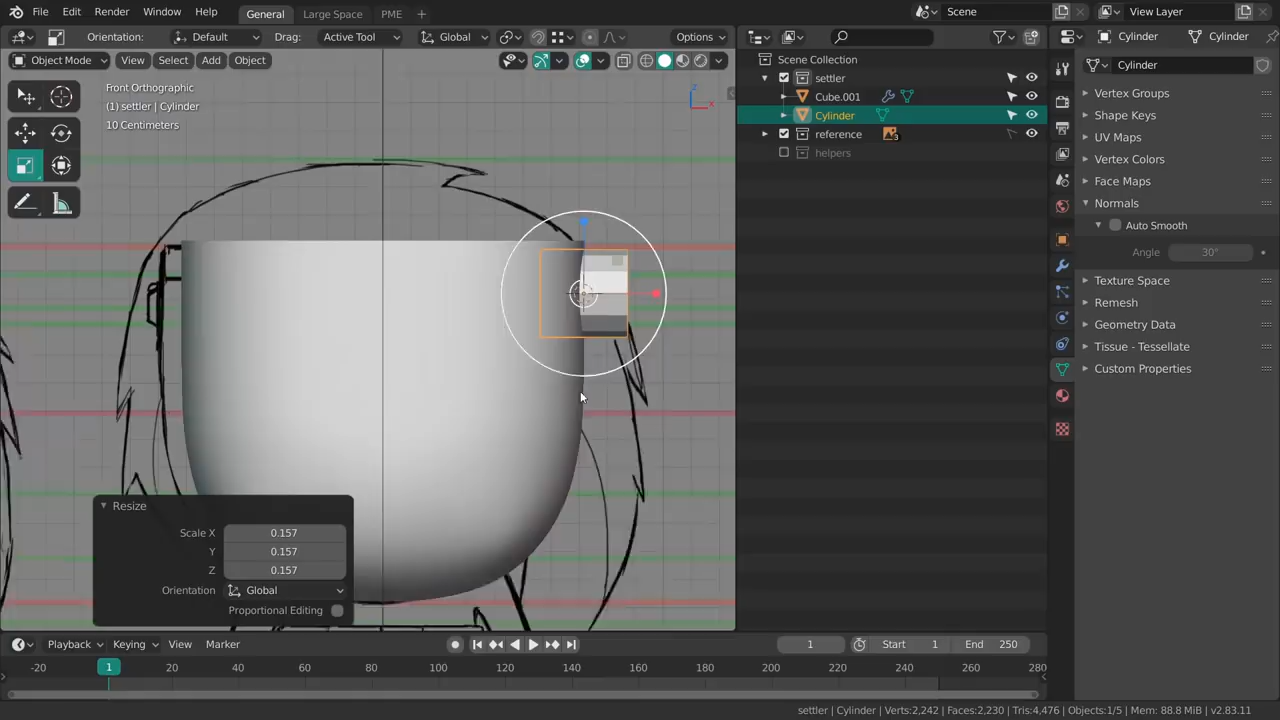 File Edit Render Window Help General Large Space PME + Scene View Layer
Orientation: Default Drag: Active Tool Global Options
Cylinder Cylinder
Object Mode View Select Add Object
Scene Collection
Cylinder
Front Orthographic
(1) settler | Cylinder
10 Centimeters
Z
X
settler
Cube.001
Cylinder
reference
3
helpers
Vertex Groups
Shape Keys
UV Maps
Vertex Colors
Face Maps
Normals
Auto Smooth
Angle 30°
Texture Space
Remesh
Geometry Data
Tissue - Tessellate
Custom Properties
Resize
Scale X 0.157
Y 0.157
Z 0.157
Orientation Global
Proportional Editing
Playback Keying View Marker 1 Start 1 End 250
-20 1 20 40 60 80 100 120 140 160 180 200 220 240 260 280
settler | Cylinder | Verts:2,242 | Faces:2,230 | Tris:4,476 | Objects:1/5 | Mem: 88.8 MiB | v2.83.11